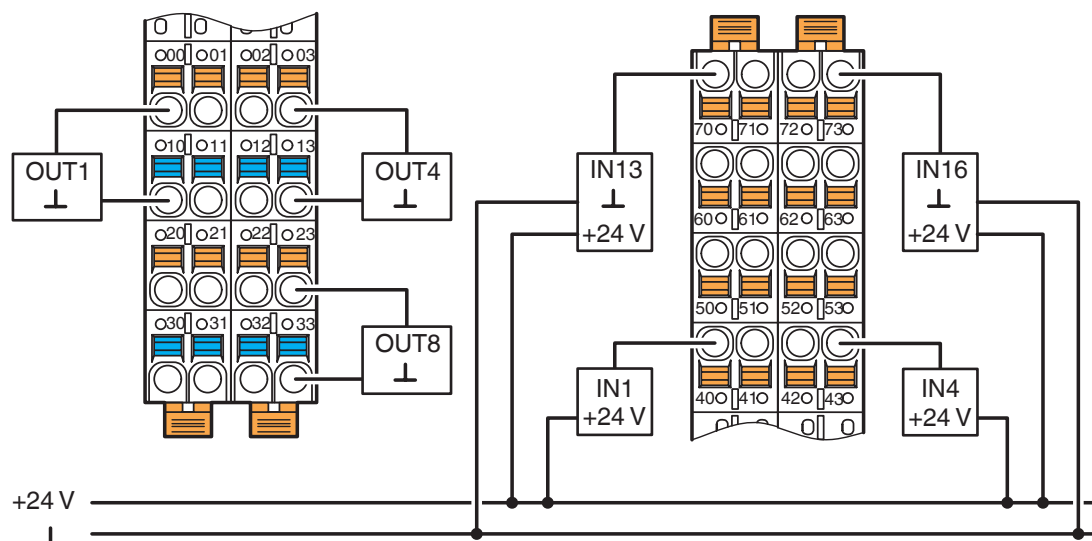 00 01 02 03
OUT1
10 11 12 13
OUT4
20 21 22 23
30 31 32 33
OUT8
IN13
+24 V
70 71 72 73
IN16
+24 V
60 61 62 63
50 51 52 53
IN1
+24 V
40 41 42 43
IN4
+24 V
+24 V